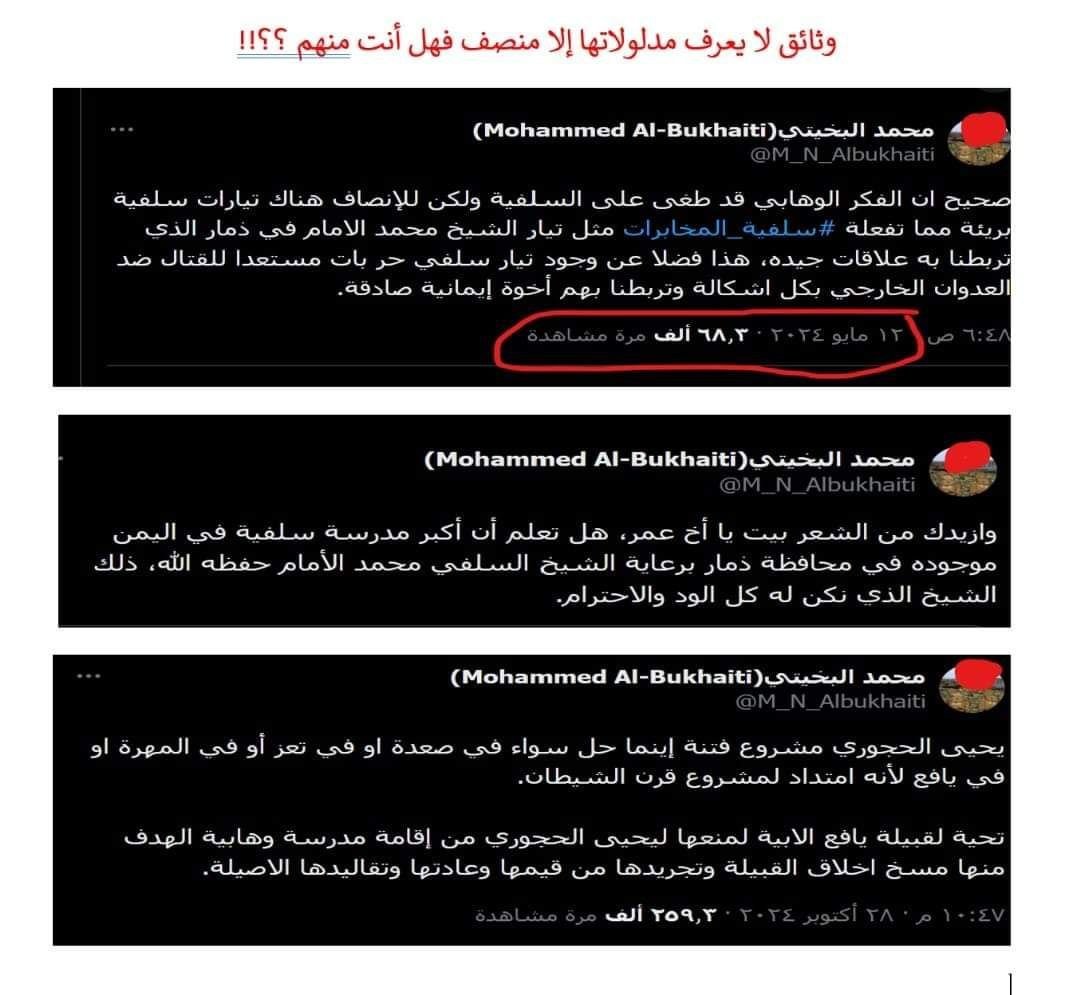 وثائق لا يعرف مدلولاتها إلا منصف فهل أنت منهم ؟؟!!
محمد البخيتي(Mohammed Al-Bukhaiti)
@M_N_Albukhaiti
صحيح ان الفكر الوهابي قد طغى على السلفية ولكن للإنصاف هناك تيارات سلفية
بريئة مما تفعلة #سلفية_المخابرات مثل تيار الشيخ محمد الامام في ذمار الذي
تربطنا به علاقات جيده، هذا فضلا عن وجود تيار سلفي حر بات مستعدا للقتال ضد
العدوان الخارجي بكل اشكالة وتربطنا بهم أخوة إيمانية صادقة.
٦:٤٨ ص · ١٢ مايو ٢٠٢٤ · ٦٨,٣ ألف مرة مشاهدة
محمد البخيتي(Mohammed Al-Bukhaiti)
@M_N_Albukhaiti
وازيدك من الشعر بيت يا أخ عمر، هل تعلم أن أكبر مدرسة سلفية في اليمن
موجوده في محافظة ذمار برعاية الشيخ السلفي محمد الأمام حفظه الله، ذلك
الشيخ الذي نكن له كل الود والاحترام.
محمد البخيتي(Mohammed Al-Bukhaiti)
@M_N_Albukhaiti
يحيى الحجوري مشروع فتنة إينما حل سواء في صعدة او في تعز أو في المهرة او
في يافع لأنه امتداد لمشروع قرن الشيطان.
تحية لقبيلة يافع الابية لمنعها ليحيى الحجوري من إقامة مدرسة وهابية الهدف
منها مسخ اخلاق القبيلة وتجريدها من قيمها وعادتها وتقاليدها الاصيلة.
١٠:٤٧ م · ٢٨ أكتوبر ٢٠٢٤ · ٢٥٩,٣ ألف مرة مشاهدة